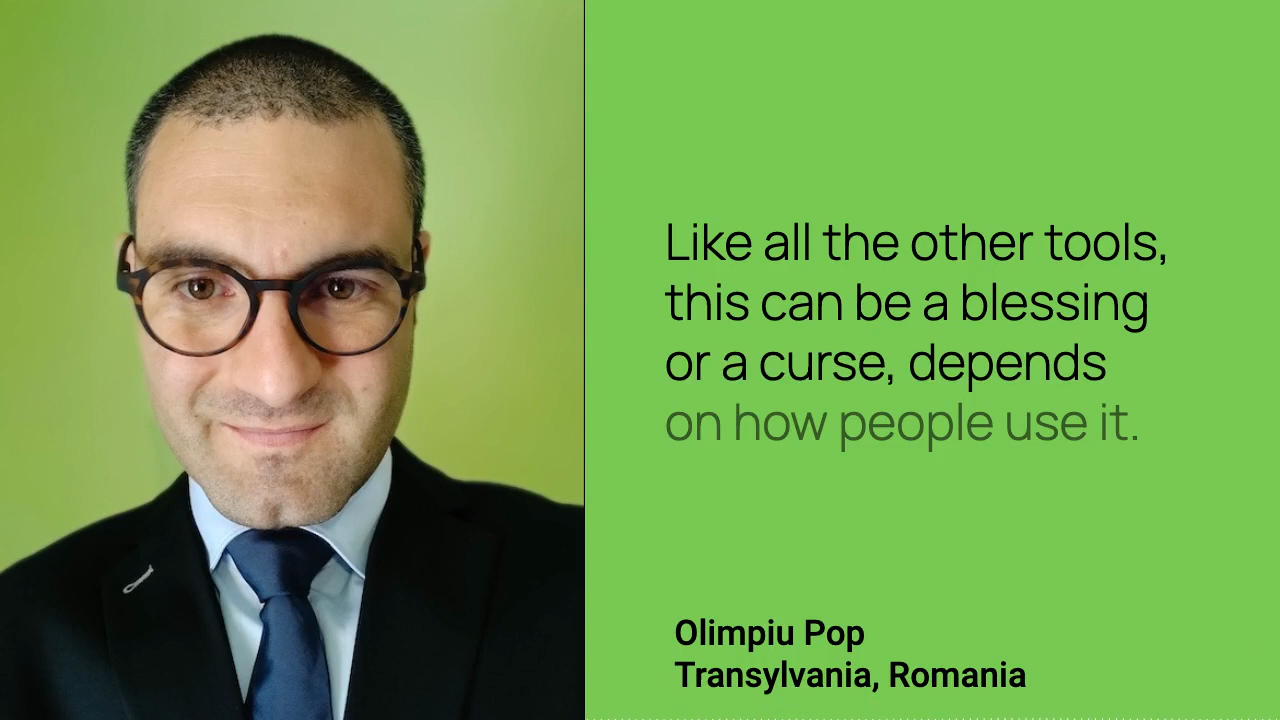 Like all the other tools,
this can be a blessing
or a curse, depends
on how people use it.
Olimpiu Pop
Transylvania, Romania